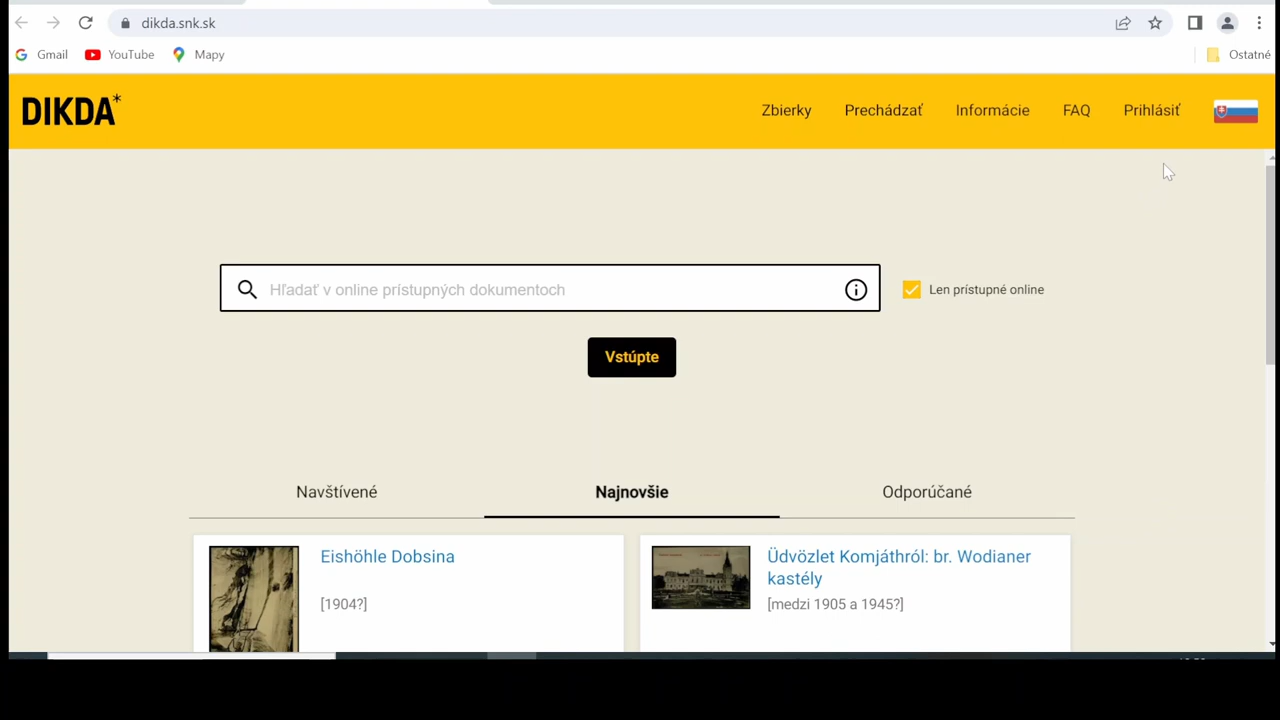 dikda.snk.sk
Gmail
YouTube
Mapy
Ostatné
DIKDA*
Zbierky
Prechádzať
Informácie
FAQ
Prihlásiť
Hľadať v online prístupných dokumentoch
Len prístupné online
Vstúpte
Navštívené
Najnovšie
Odporúčané
Eishöhle Dobsina
[1904?]
Üdvözlet Komjáthról: br. Wodianer
kastély
[medzi 1905 a 1945?]